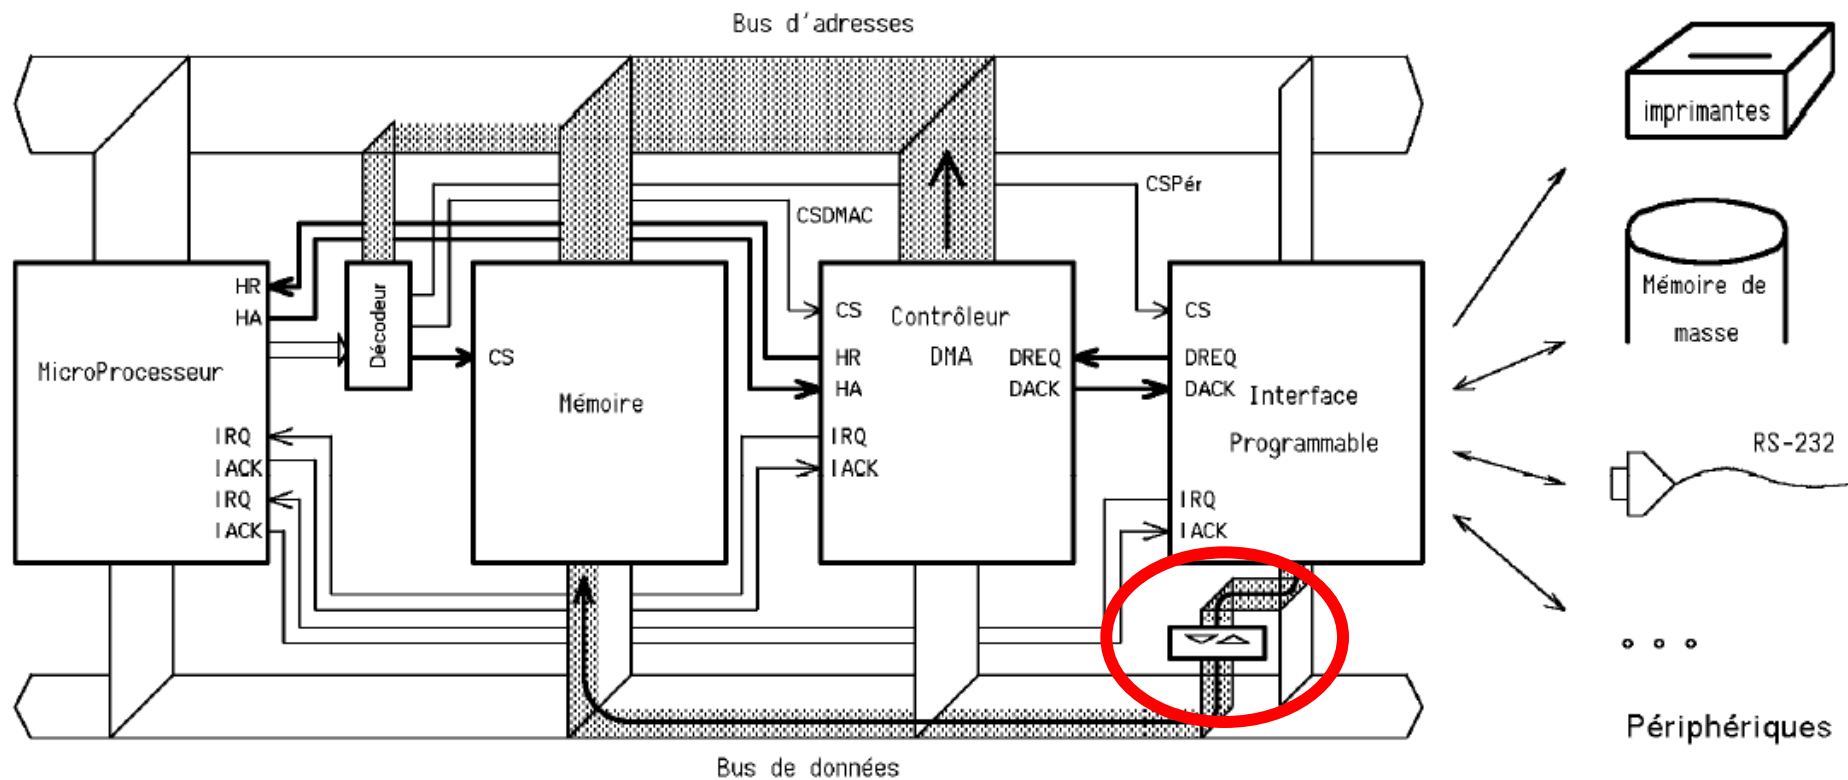 Bus d'adresses
imprimantes
CSPér
CSDMAC
HR
HA
Décodeur
MicroProcesseur
CS
Mémoire
CS
Contrôleur
DMA
HR
HA
DREQ
DACK
CS
DREQ
DACK
Interface
Programmable
Mémoire de
masse
IRQ
IACK
IRQ
IACK
IRQ
IACK
IRQ
IACK
RS-232
Périphériques
Bus de données